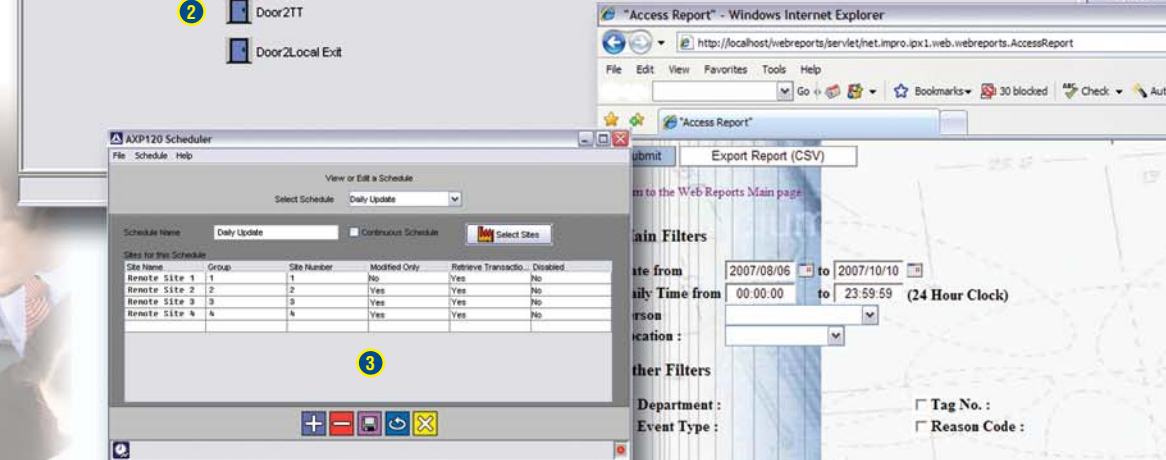 2
Door2TT
Door2Local Exit
"Access Report" - Windows Internet Explorer
http://localhost/webreports/servlet/net.impro.ipx1.web.webreports.AccessReport
File Edit View Favorites Tools Help
Go Bookmarks 30 blocked Check Aut
"Access Report"
ubmit Export Report (CSV)
rn to the Web Reports Main page
ain Filters
ate from 2007/08/06 to 2007/10/10
aily Time from 00:00:00 to 23:59:59 (24 Hour Clock)
rson
ocation :
ther Filters
Department : Tag No. :
Event Type : Reason Code :
AXP120 Scheduler
File Schedule Help
View or Edit a Schedule
Select Schedule Daily Update
Schedule Name Daily Update Continuous Schedule Select Sites
Sites for this Schedule
Site Name Group Site Number Modified Only Retrieve Transactio... Disabled
Remote Site 1 1 1 No Yes No
Remote Site 2 2 2 Yes Yes No
Remote Site 3 3 3 Yes Yes No
Remote Site 4 4 4 Yes Yes No
3